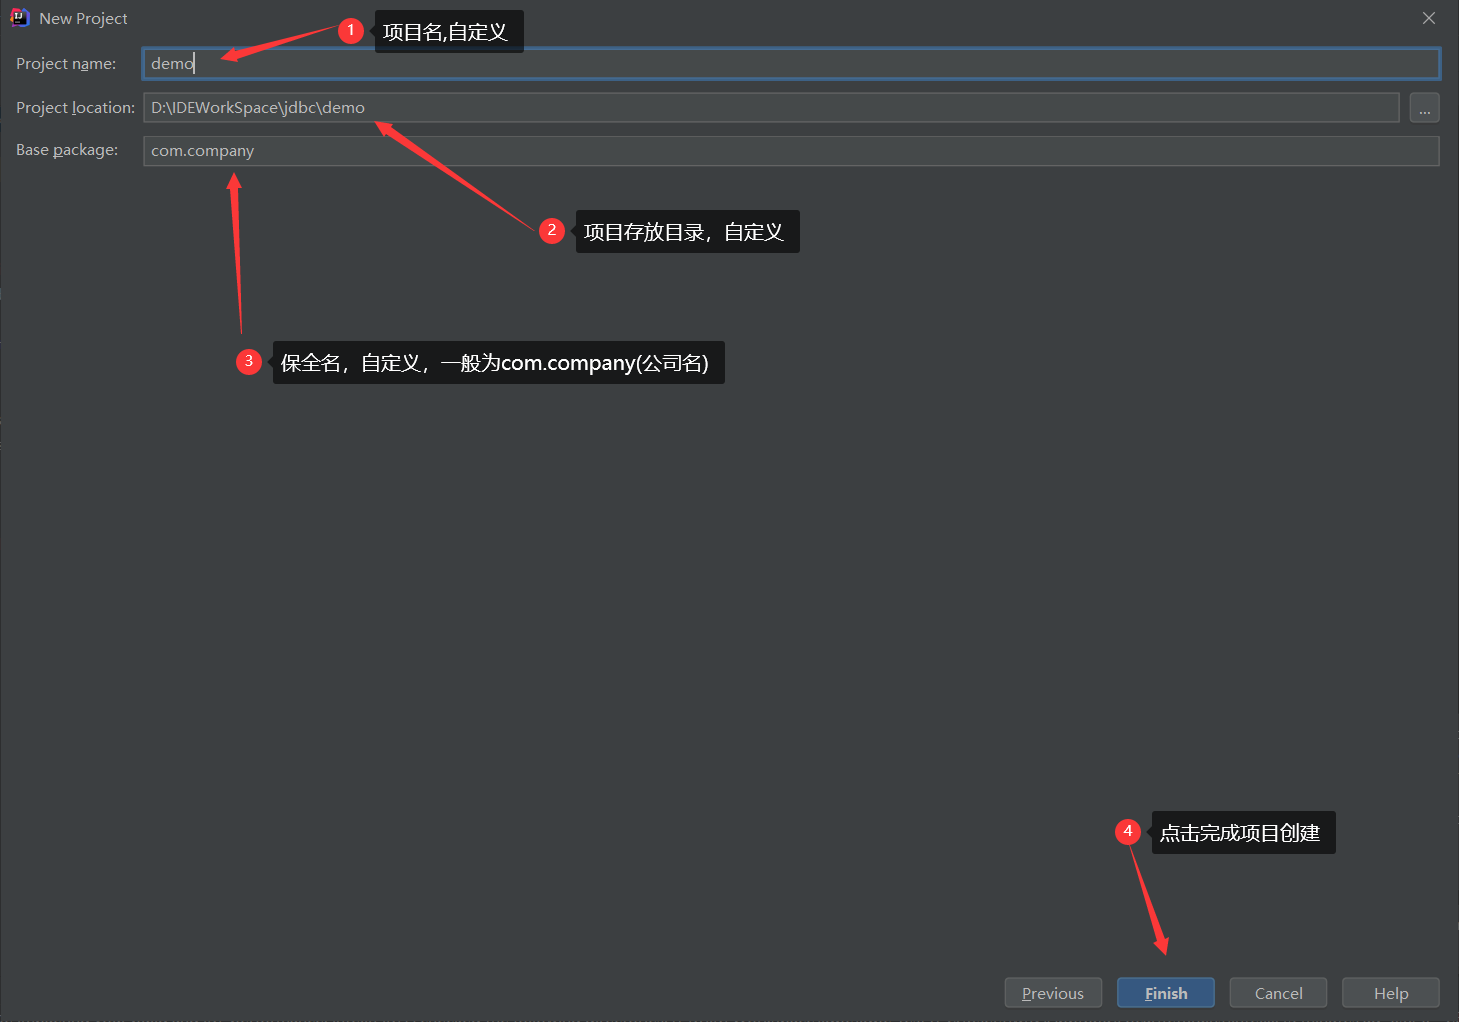 New Project
1 项目名,自定义
Project name: demo
Project location: D:\IDEWorkSpace\jdbc\demo ...
Base package: com.company
2 项目存放目录，自定义
3 保全名，自定义，一般为com.company(公司名)
4 点击完成项目创建
Previous Finish Cancel Help